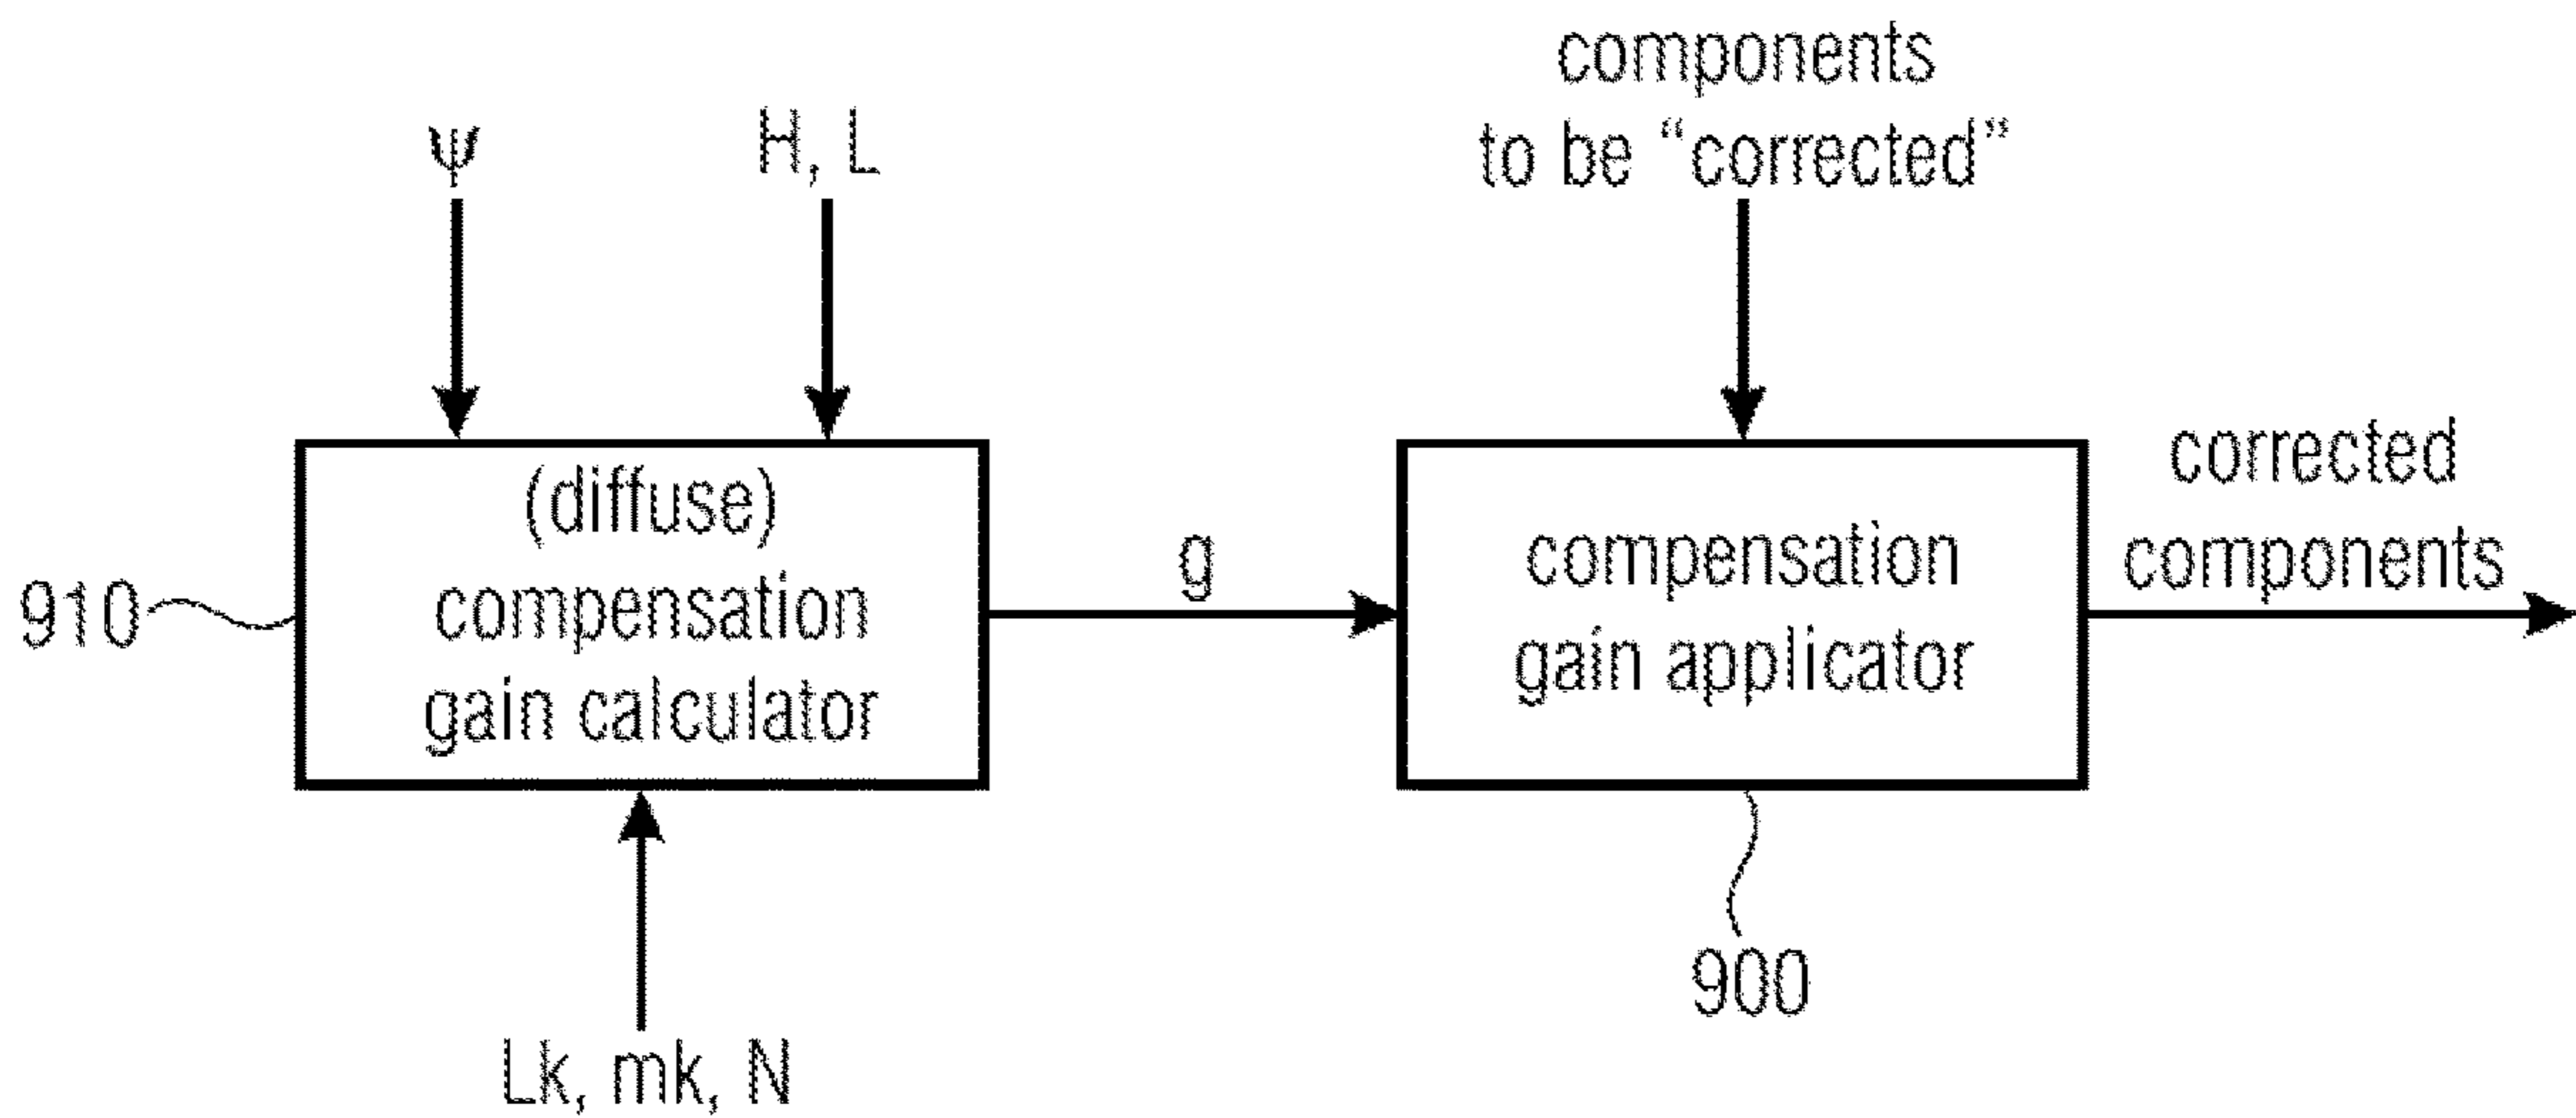 components
to be “corrected”
Ψ
H, L
(diffuse)
compensation
gain calculator
910
g
compensation
gain applicator
corrected
components
900
Lk, mk, N